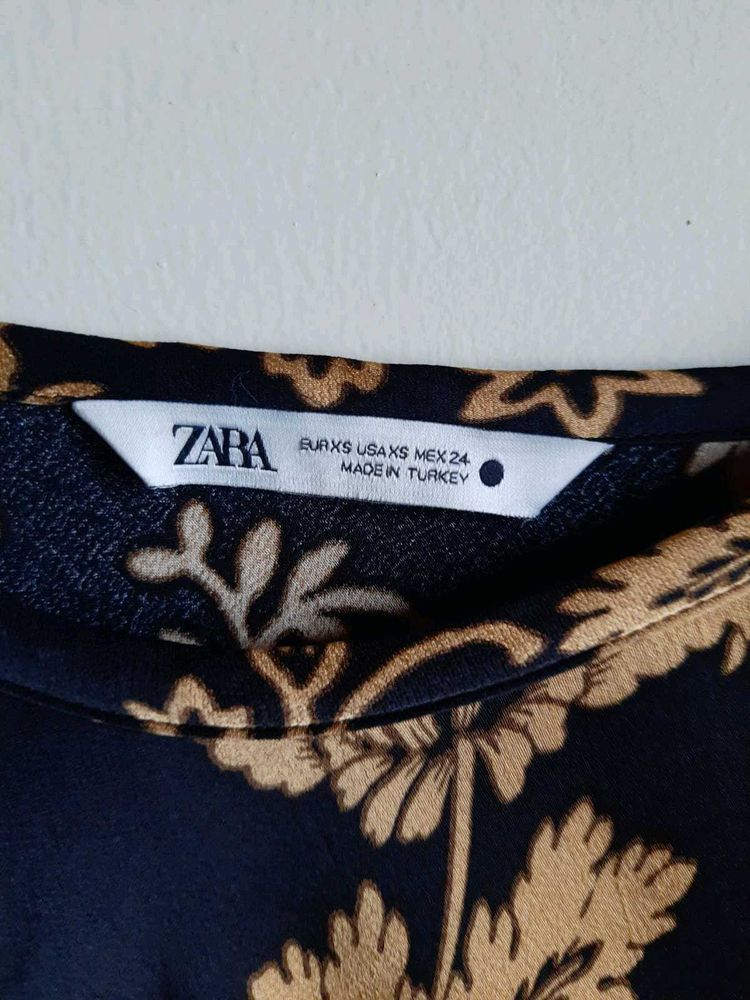 ZARA
EUR XS USA XS MEX 24
MADE IN TURKEY